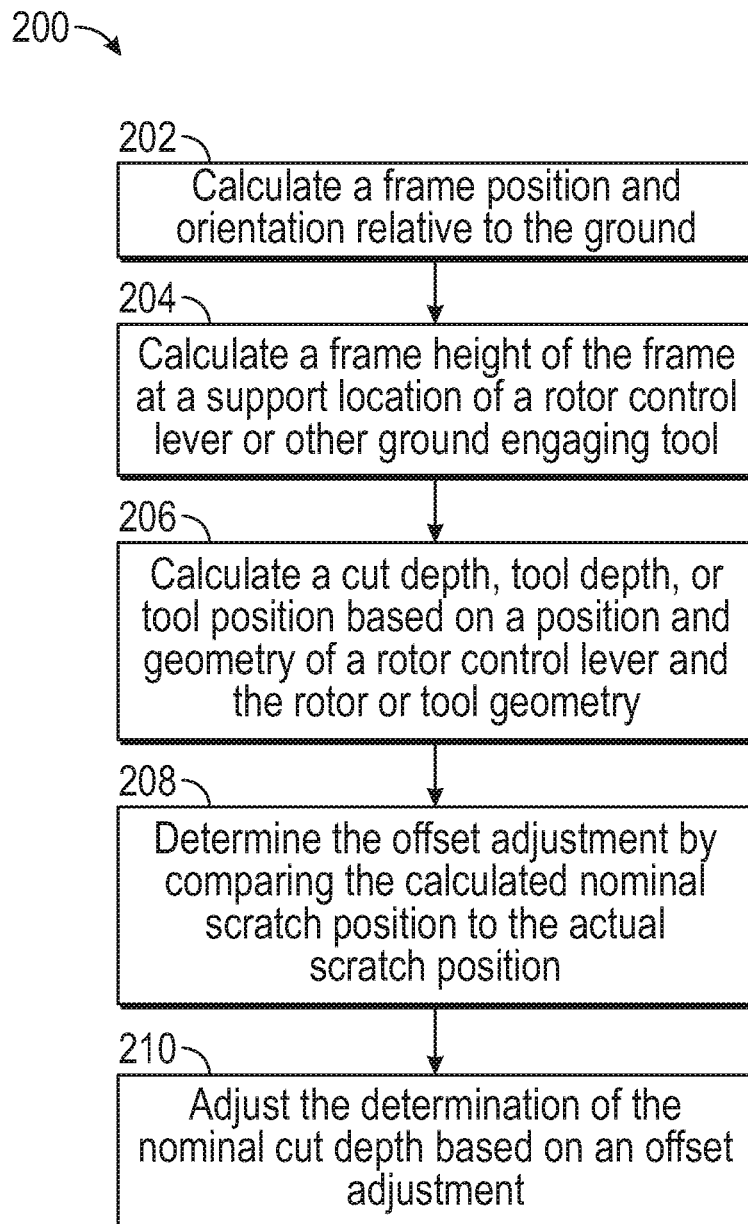 200
202
Calculate a frame position and
orientation relative to the ground
204
Calculate a frame height of the frame
at a support location of a rotor control
lever or other ground engaging tool
206
Calculate a cut depth, tool depth, or
tool position based on a position and
geometry of a rotor control lever and
the rotor or tool geometry
208
Determine the offset adjustment by
comparing the calculated nominal
scratch position to the actual
scratch position
210
Adjust the determination of the
nominal cut depth based on an offset
adjustment